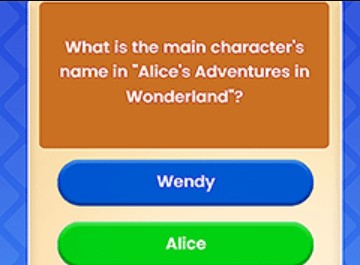 What is the main character's
name in "Alice's Adventures in
Wonderland"?
Wendy
Alice